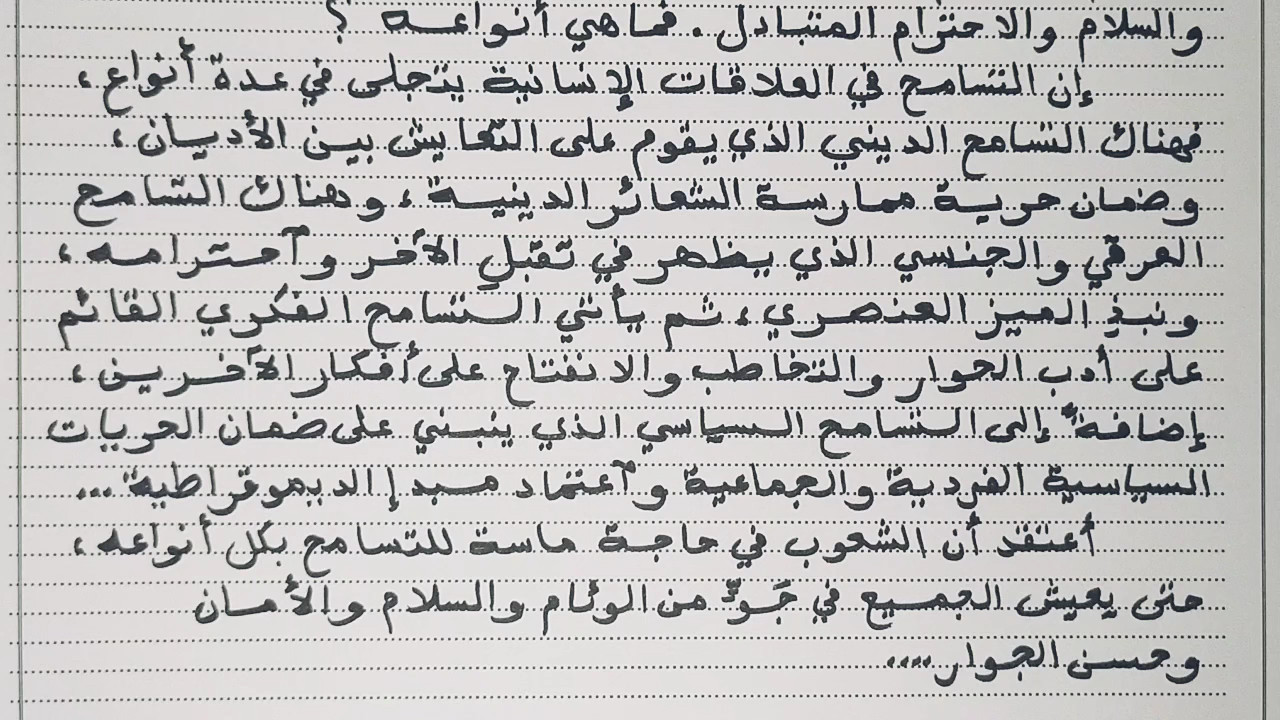 والسلام والاحترام المتبادل . فما هي أنواعه ؟
إن التسامح في العلاقات الإنسانية يتجلى في عدة أنواع ،
فهناك التسامح الديني الذي يقوم على التعايش بين الأديان ،
وضمان حرية ممارسة الشعائر الدينية ، وهناك التسامح
العرقي والجنسي الذي يظهر في تقبل الآخر وٱحترامه ،
ونبذ الميز العنصري ، ثم يأتي التسامح الفكري القائم
على أدب الحوار والتخاطب والانفتاح على أفكار الآخرين ،
إضافةً إلى التسامح السياسي الذي ينبني على ضمان الحريات
السياسية الفردية والجماعية وٱعتماد مبدإ الديموقراطية ...
أعتقد أن الشعوب في حاجة ماسة للتسامح بكل أنواعه ،
حتى يعيش الجميع في جَوٍّ من الوئام والسلام والأمان
وحسن الجوار ....